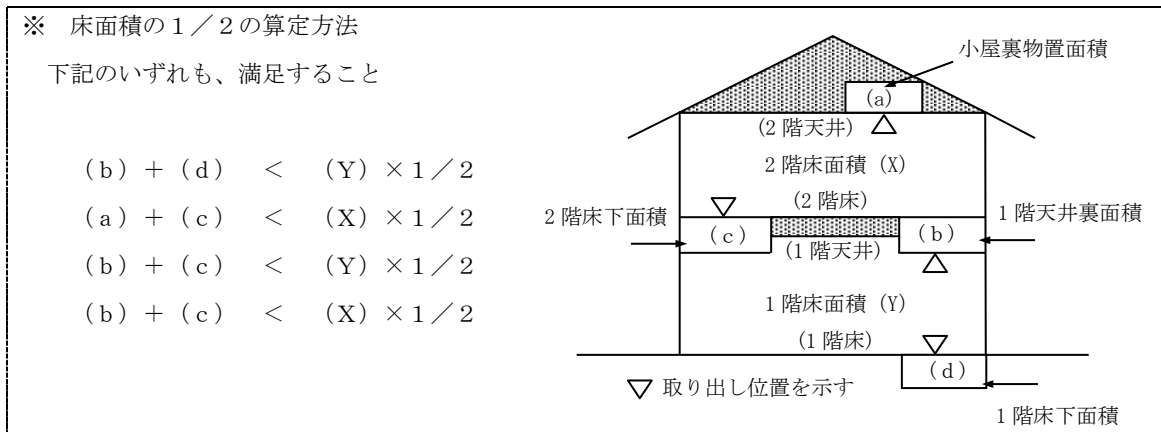 ※　床面積の１／２の算定方法
下記のいずれも、満足すること
(b)＋(d)　＜　(Y)×１／２
(a)＋(c)　＜　(X)×１／２
(b)＋(c)　＜　(Y)×１／２
(b)＋(c)　＜　(X)×１／２
小屋裏物置面積
(a)
(2 階天井)
2 階床面積 (X)
(2 階床)
2 階床下面積
1 階天井裏面積
(c)
(b)
(1 階天井)
1 階床面積 (Y)
(1 階床)
(d)
▽ 取り出し位置を示す
1 階床下面積